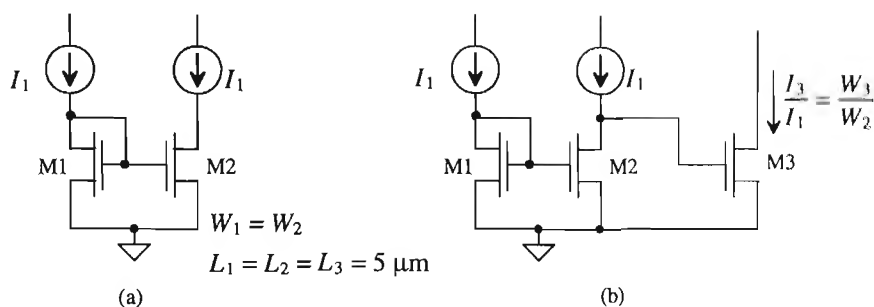 I₁
I₁
M1
M2
W₁ = W₂
L₁ = L₂ = L₃ = 5 μm
(a)
I₁
I₁
I₃/I₁ = W₃/W₂
M1
M2
M3
(b)